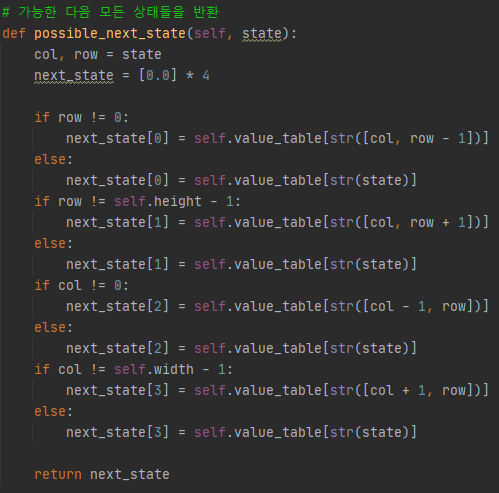 # 가능한 다음 모든 상태들을 반환
def possible_next_state(self, state):
    col, row = state
    next_state = [0.0] * 4

    if row != 0:
        next_state[0] = self.value_table[str([col, row - 1])]
    else:
        next_state[0] = self.value_table[str(state)]
    if row != self.height - 1:
        next_state[1] = self.value_table[str([col, row + 1])]
    else:
        next_state[1] = self.value_table[str(state)]
    if col != 0:
        next_state[2] = self.value_table[str([col - 1, row])]
    else:
        next_state[2] = self.value_table[str(state)]
    if col != self.width - 1:
        next_state[3] = self.value_table[str([col + 1, row])]
    else:
        next_state[3] = self.value_table[str(state)]

    return next_state